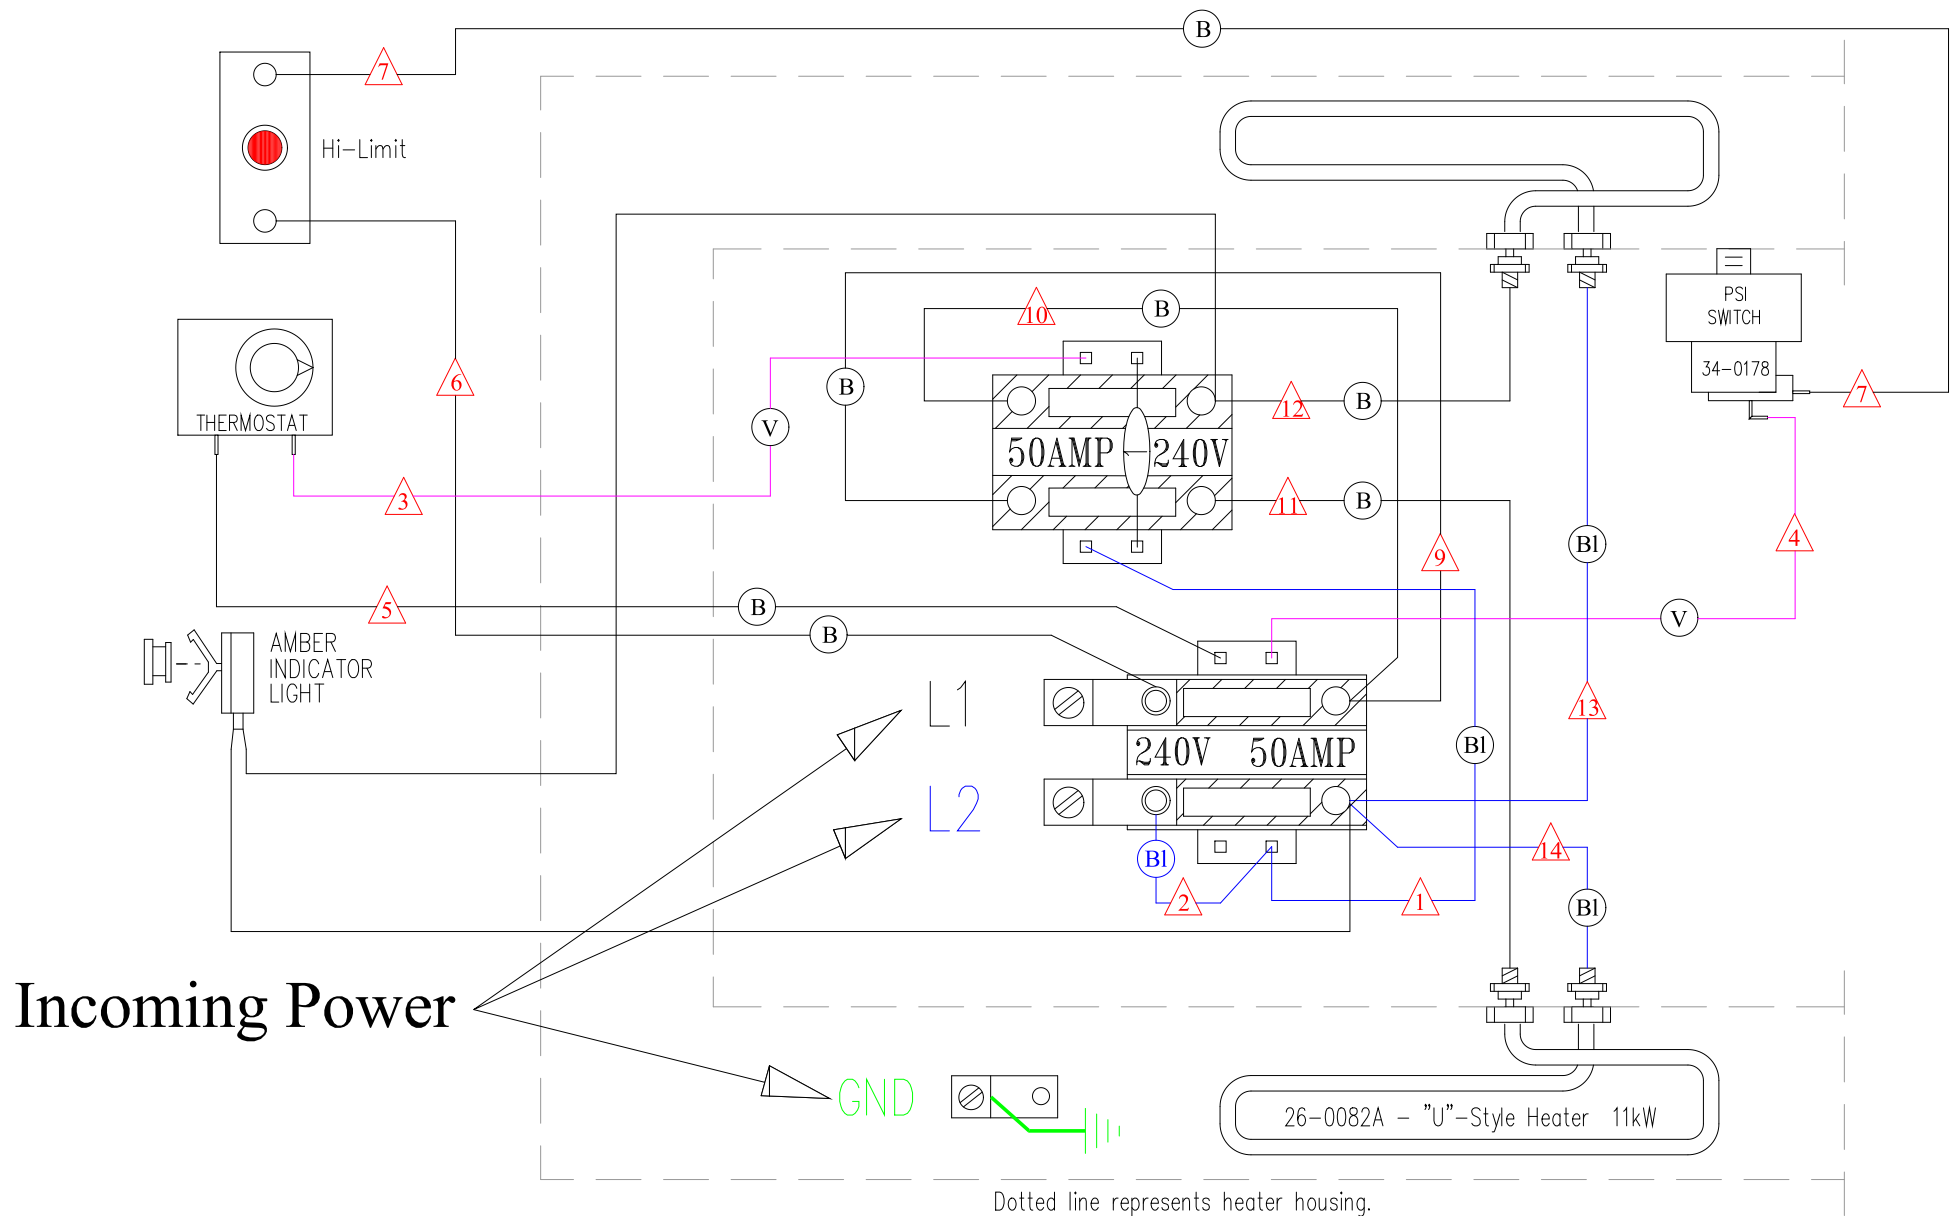 B
7
Hi-Limit
PSI
SWITCH
34-0178
7
10
B
6
B
12
B
THERMOSTAT
V
50AMP
240V
3
11
B
9
Bl
4
5
B
B
V
AMBER
INDICATOR
LIGHT
L1
13
240V 50AMP
Bl
L2
Bl
14
2
1
Bl
Incoming Power
GND
26-0082A - "U"-Style Heater 11kW
Dotted line represents heater housing.